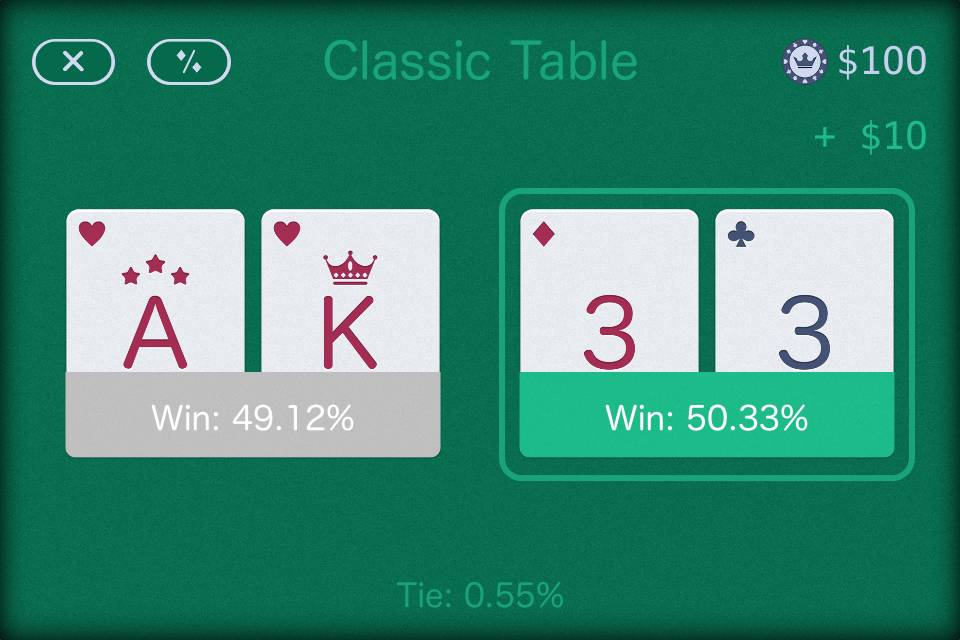 Classic Table
$100
+ $10
A
K
3
3
Win: 49.12%
Win: 50.33%
Tie: 0.55%